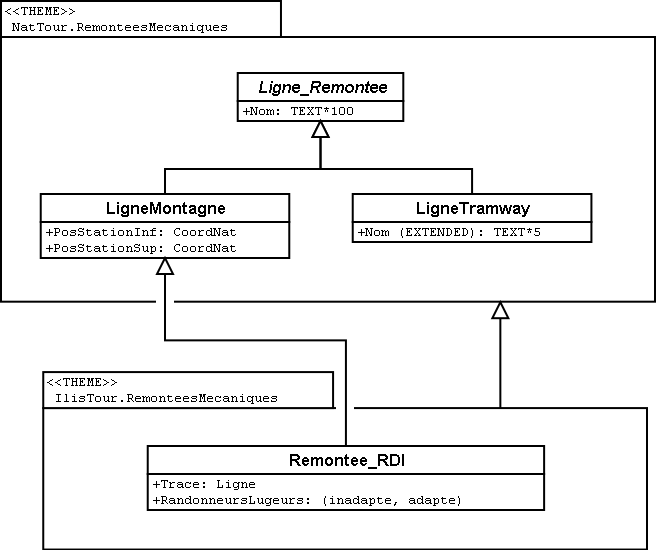 <<THEME>>
NatTour.RemonteesMecaniques
Ligne_Remontee
+Nom: TEXT*100
LigneMontagne
+PosStationInf: CoordNat
+PosStationSup: CoordNat
LigneTramway
+Nom (EXTENDED): TEXT*5
<<THEME>>
IlisTour.RemonteesMecaniques
Remontee_RDI
+Trace: Ligne
+RandonneursLugeurs: (inadapte, adapte)